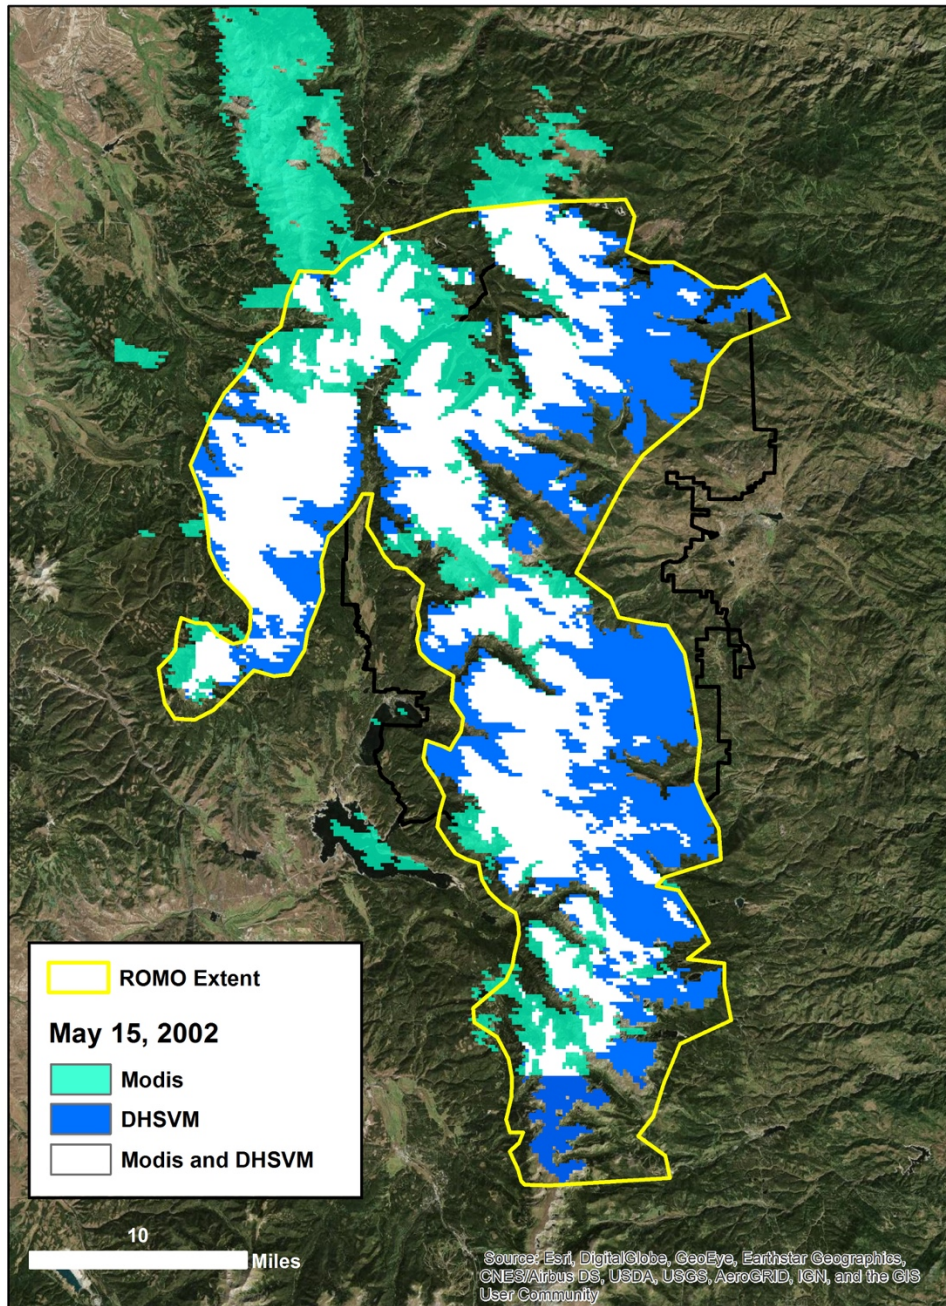 ROMO Extent
May 15, 2002
Modis
DHSVM
Modis and DHSVM
10
Miles
Source: Esri, DigitalGlobe, GeoEye, Earthstar Geographics,
CNES/Airbus DS, USDA, USGS, AeroGRID, IGN, and the GIS
User Community